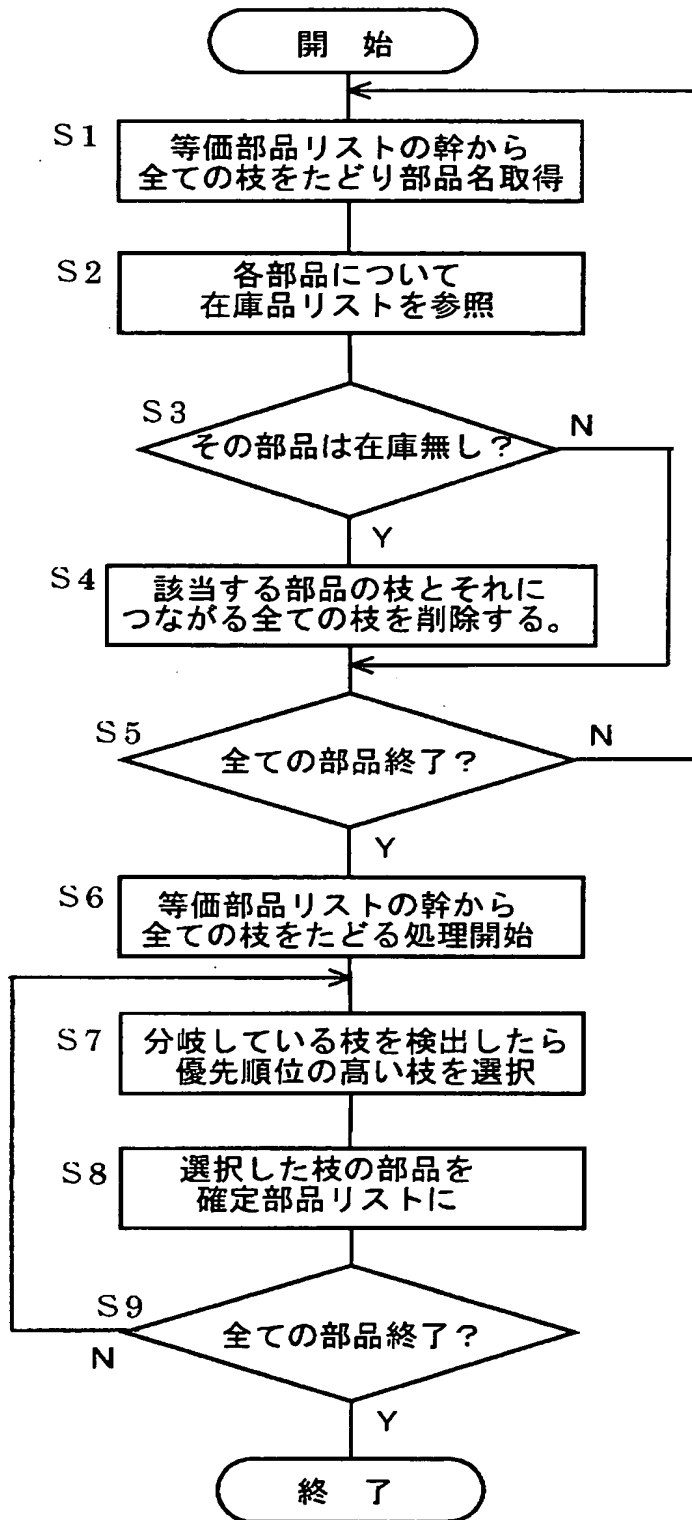 開 始
S1
等価部品リストの幹から
全ての枝をたどり部品名取得
S2
各部品について
在庫品リストを参照
S3
その部品は在庫無し？
N
Y
S4
該当する部品の枝とそれに
つながる全ての枝を削除する。
S5
全ての部品終了？
N
Y
S6
等価部品リストの幹から
全ての枝をたどる処理開始
S7
分岐している枝を検出したら
優先順位の高い枝を選択
S8
選択した枝の部品を
確定部品リストに
S9
全ての部品終了？
N
Y
終 了